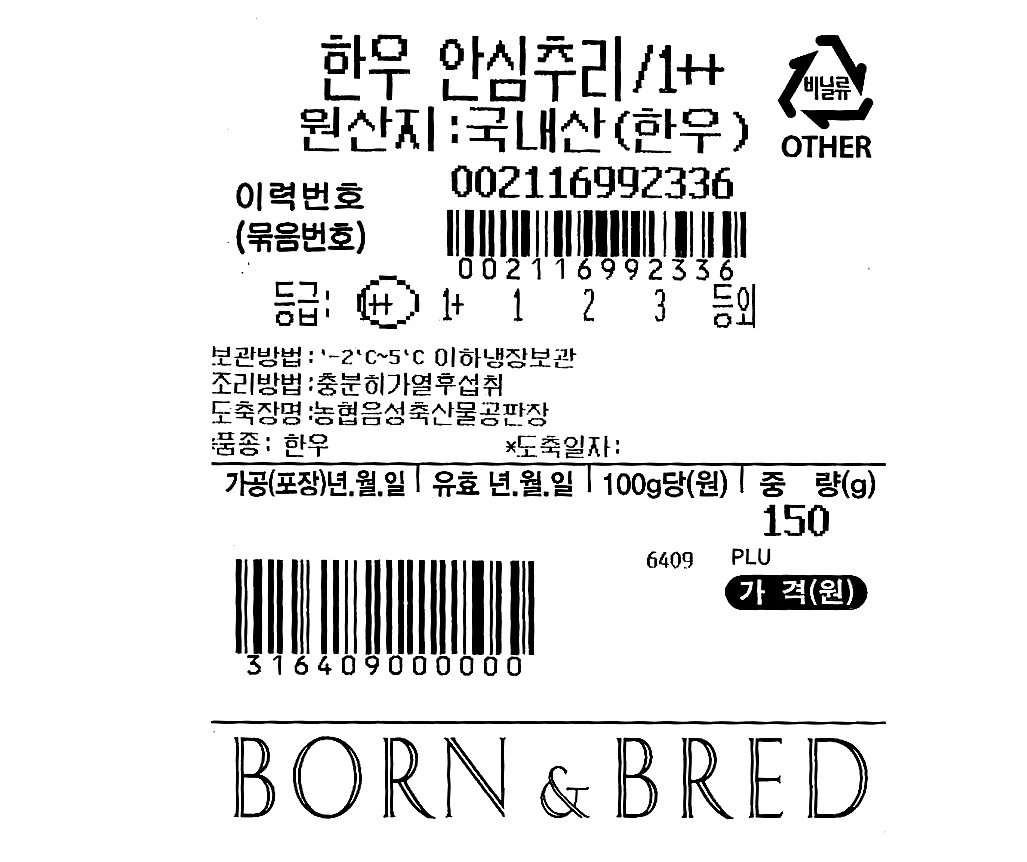 한우 안심추리/1++
원산지:국내산(한우)
비닐류
OTHER
이력번호
(묶음번호)
002116992336
002116992336
등급: 1++ 1+ 1 2 3 등외
보관방법:'-2'C~5'C 이하냉장보관
조리방법:충분히가열후섭취
도축장명:농협음성축산물공판장
*품종: 한우 *도축일자:
가공(포장)년.월.일 유효 년.월.일 100g당(원) 중 량(g)
150
6409 PLU
가 격(원)
316409000000
BORN & BRED